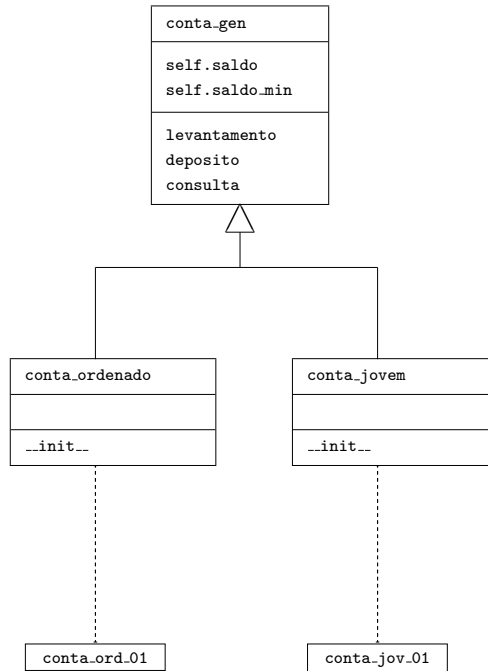 conta_gen
self.saldo
self.saldo_min
levantamento
deposito
consulta
conta_ordenado
__init__
conta_jovem
__init__
conta_ord_01
conta_jov_01